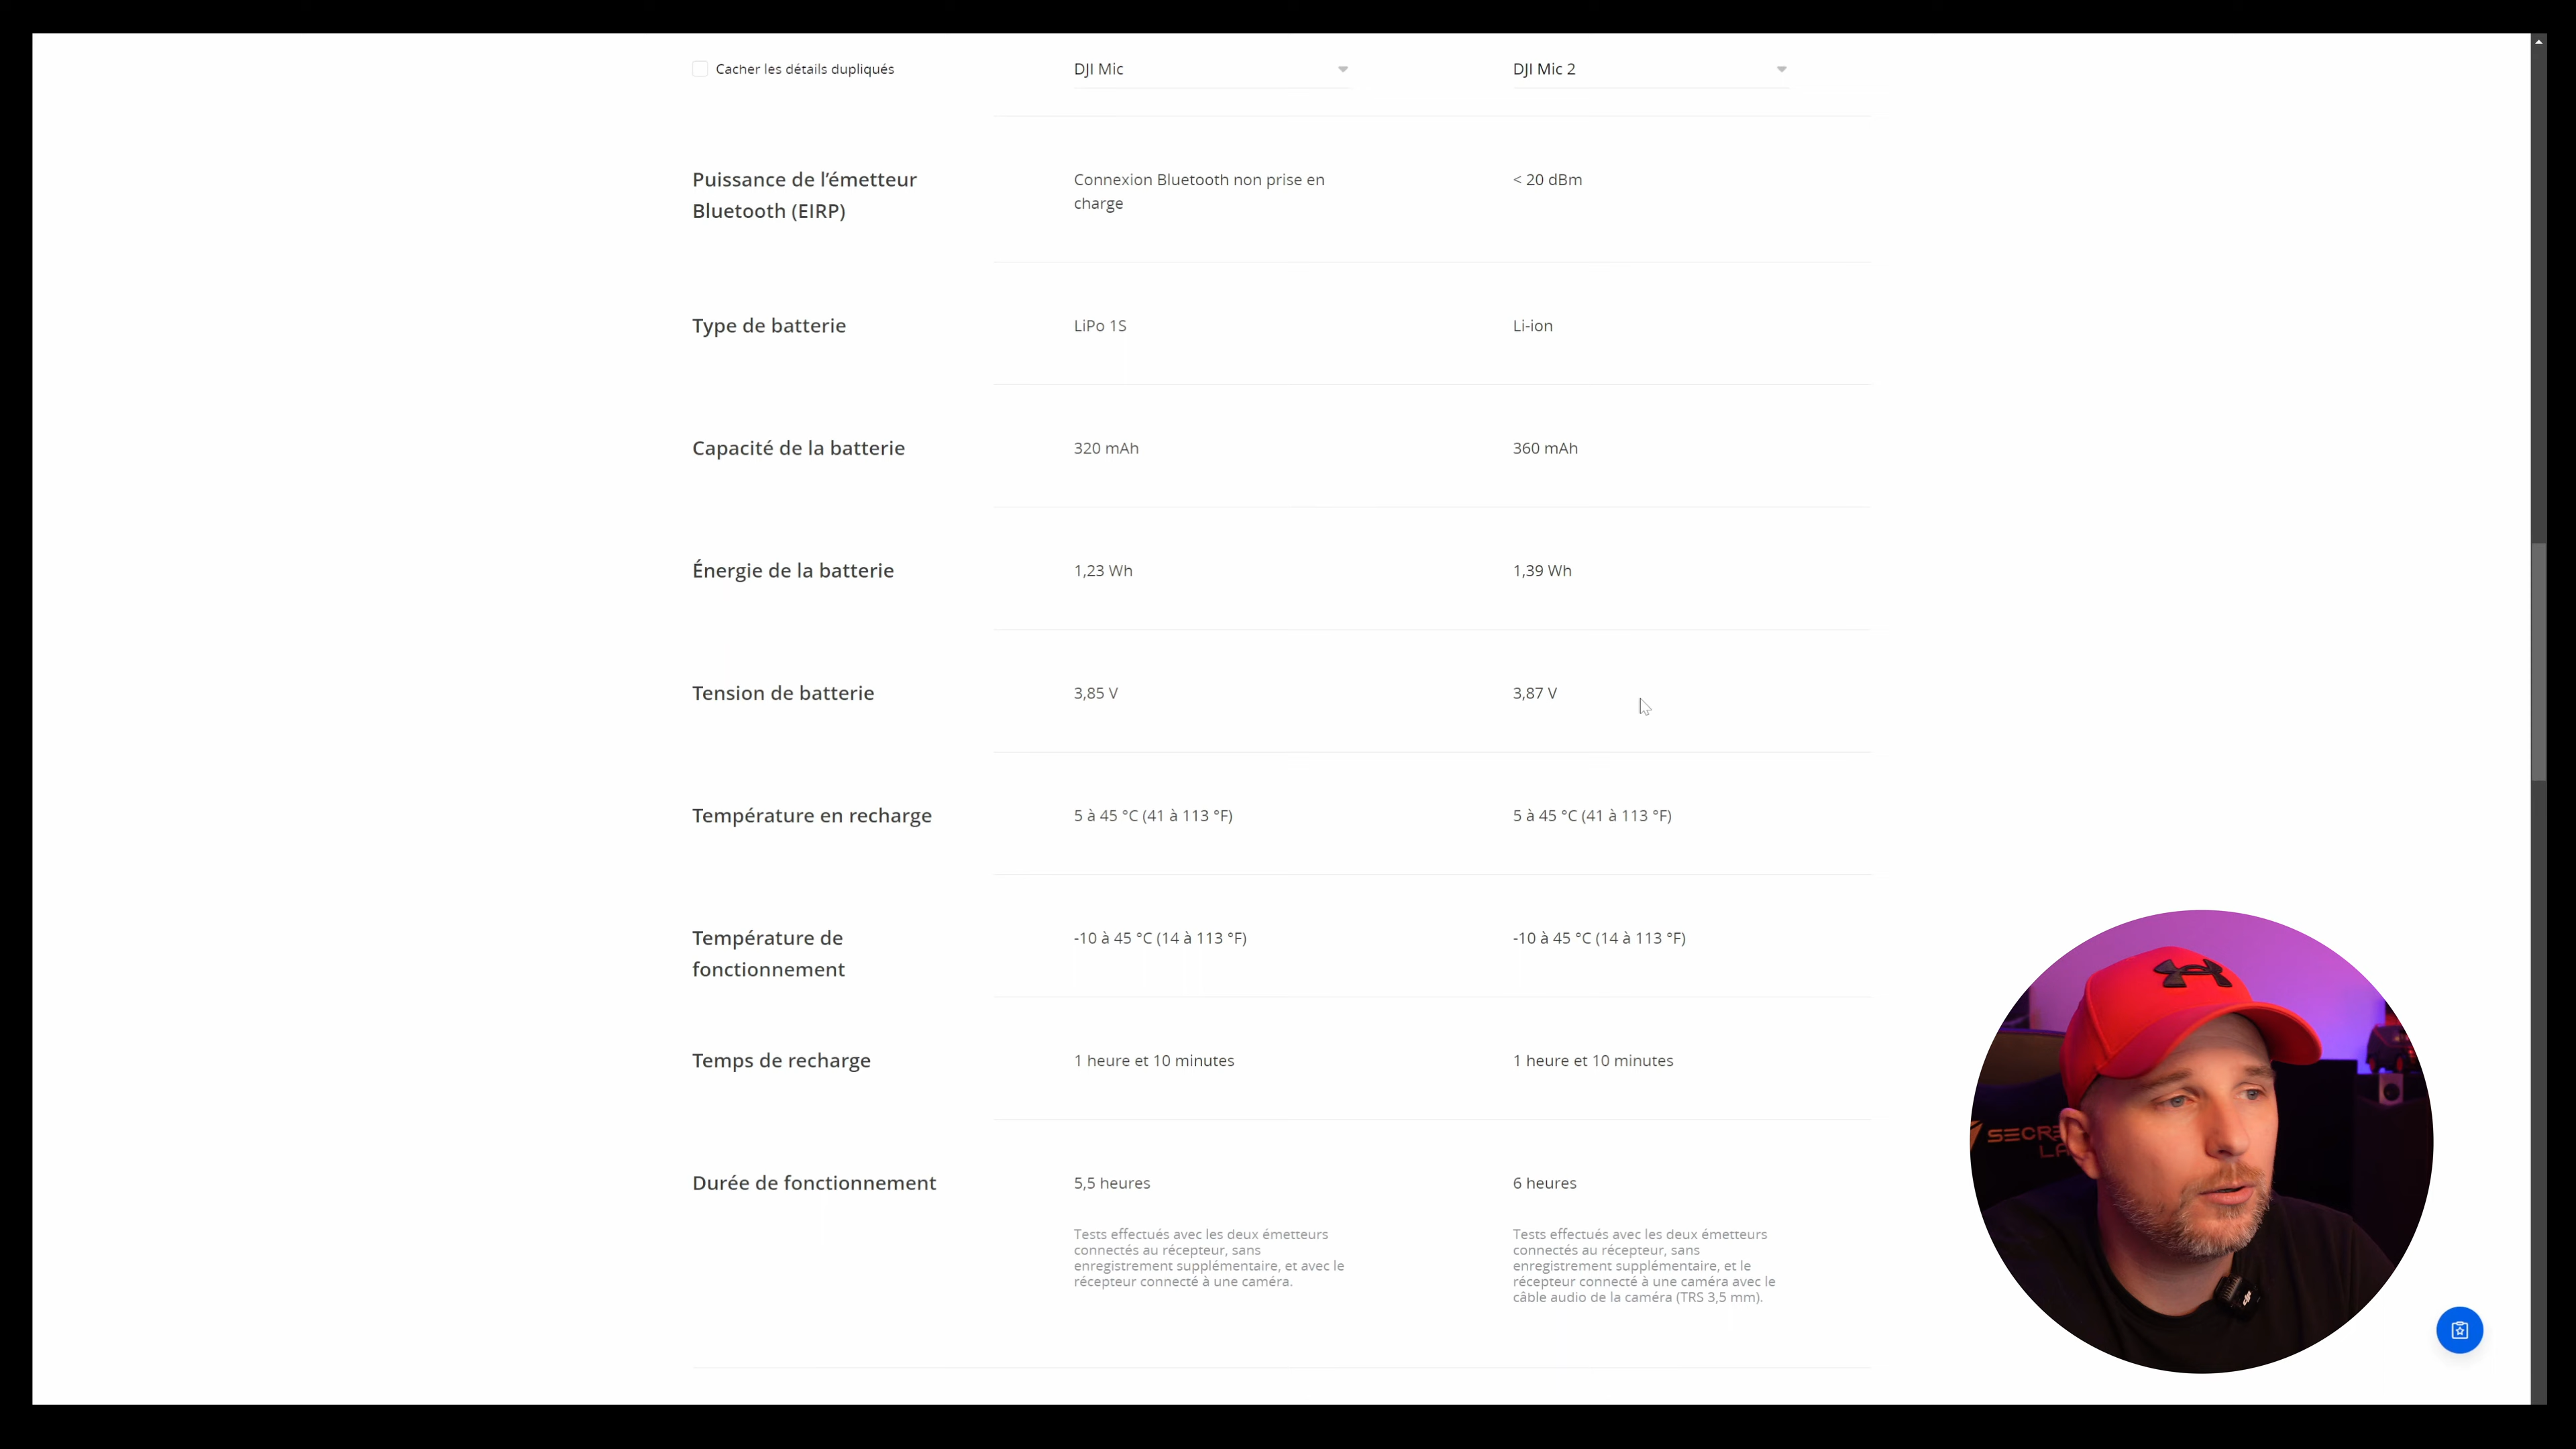 Cacher les détails dupliqués
DJI Mic
DJI Mic 2
Puissance de l’émetteur
Bluetooth (EIRP)
Connexion Bluetooth non prise en
charge
< 20 dBm
Type de batterie
LiPo 1S
Li-ion
Capacité de la batterie
320 mAh
360 mAh
Énergie de la batterie
1,23 Wh
1,39 Wh
Tension de batterie
3,85 V
3,87 V
Température en recharge
5 à 45 °C (41 à 113 °F)
5 à 45 °C (41 à 113 °F)
Température de
fonctionnement
-10 à 45 °C (14 à 113 °F)
-10 à 45 °C (14 à 113 °F)
Temps de recharge
1 heure et 10 minutes
1 heure et 10 minutes
Durée de fonctionnement
5,5 heures
Tests effectués avec les deux émetteurs
connectés au récepteur, sans
enregistrement supplémentaire, et avec le
récepteur connecté à une caméra.
6 heures
Tests effectués avec les deux émetteurs
connectés au récepteur, sans
enregistrement supplémentaire, et le
récepteur connecté à une caméra avec le
câble audio de la caméra (TRS 3,5 mm).
dji